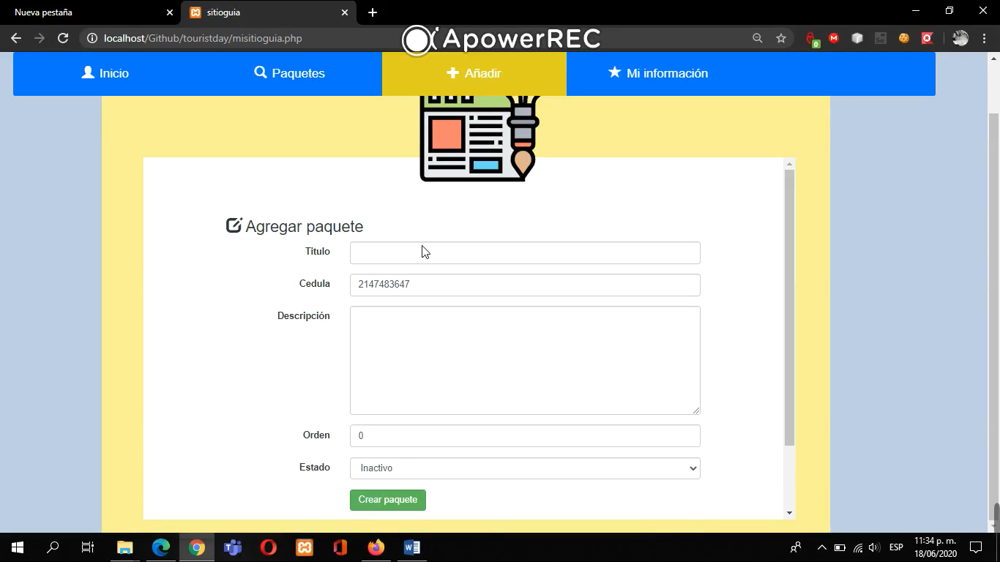 Nueva pestaña
sitioguia
localhost/Github/touristday/misitioguia.php
ApowerREC
0
Inicio
Paquetes
Añadir
Mi información
Agregar paquete
Titulo
Cedula
2147483647
Descripción
Orden
0
Estado
Inactivo
Crear paquete
ESP
11:34 p. m.
18/06/2020